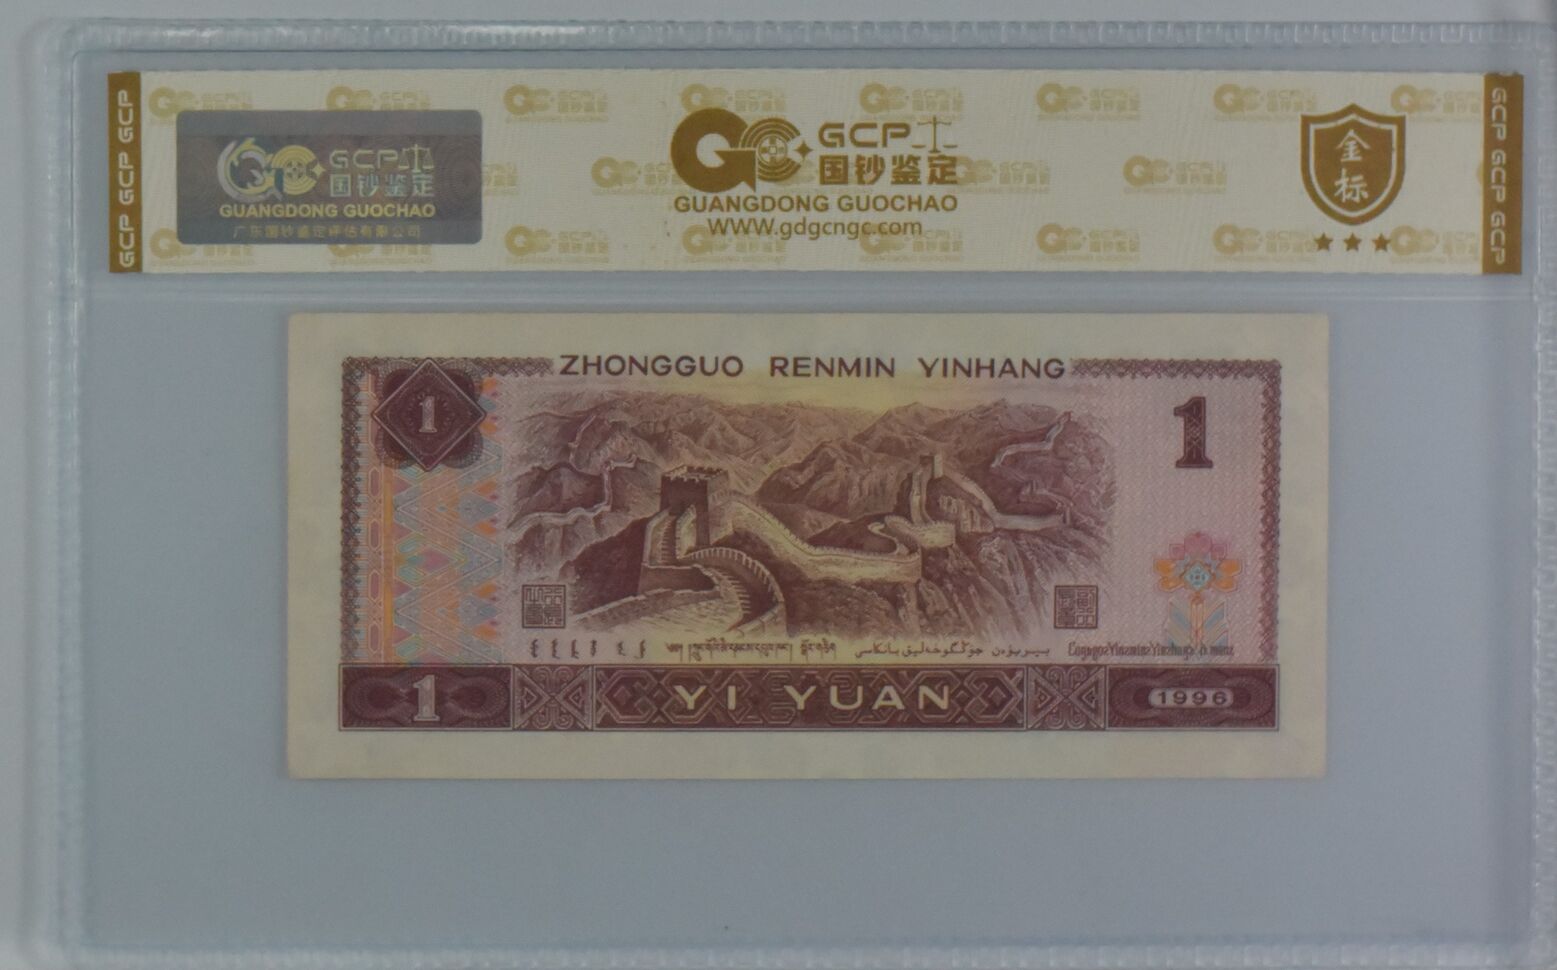 GCP GCP GCP
GCP
国钞鉴定
GUANGDONG GUOCHAO
广东国钞鉴定评估有限公司
GCP
国钞鉴定
GUANGDONG GUOCHAO
WWW.gdgcngc.com
金
标
GCP GCP GCP
ZHONGGUO RENMIN YINHANG
1
1
1
YI YUAN
1996